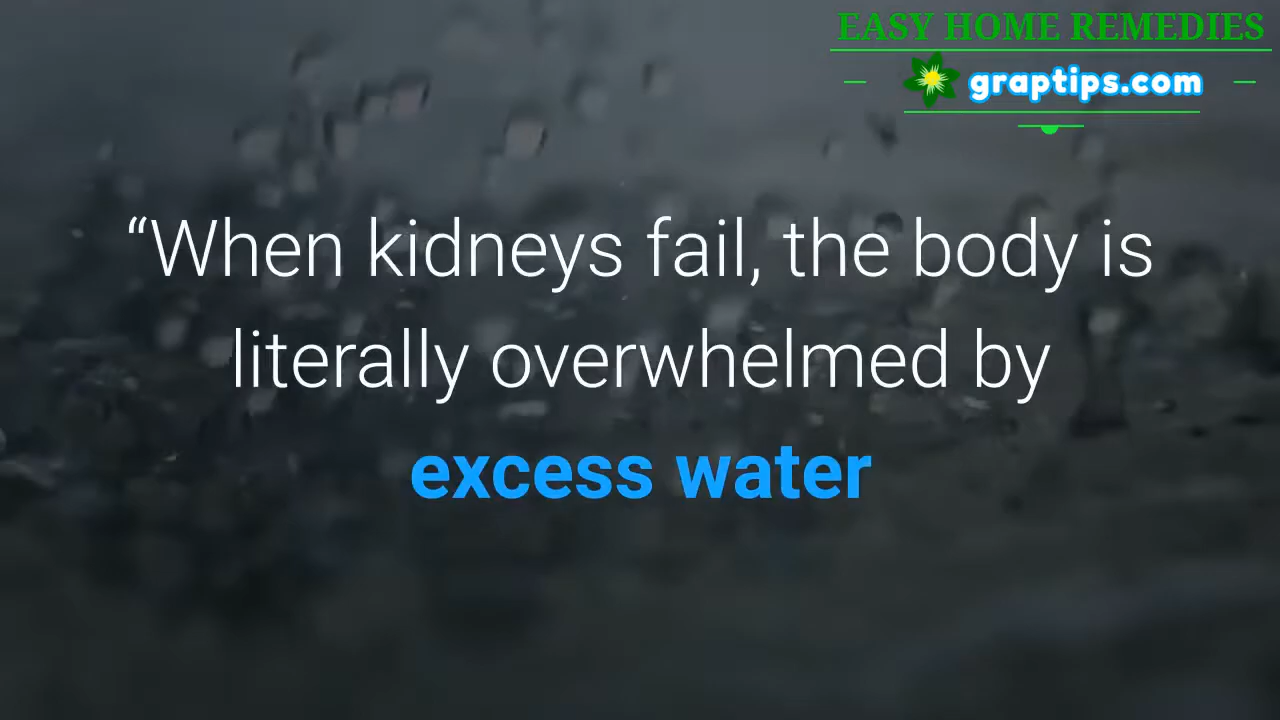 EASY HOME REMEDIES
graptips.com
“When kidneys fail, the body is
literally overwhelmed by
excess water